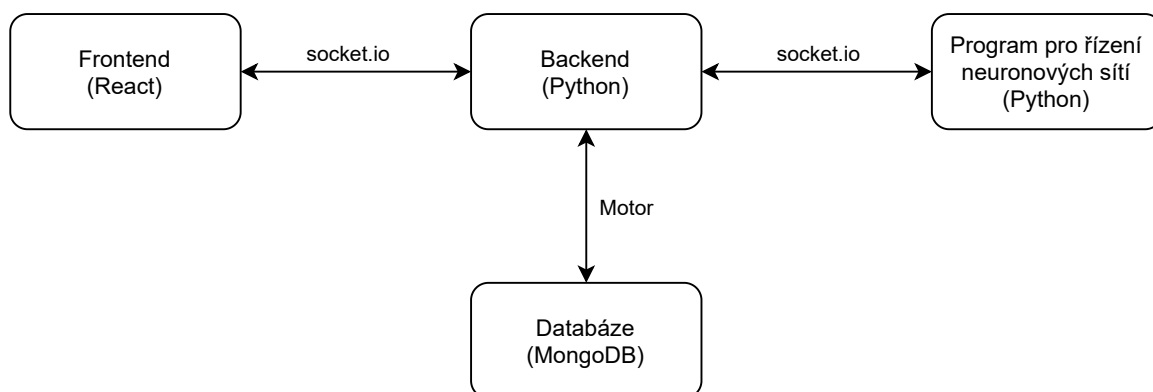 Frontend
(React)
socket.io
Backend
(Python)
socket.io
Program pro řízení
neuronových sítí
(Python)
Motor
Databáze
(MongoDB)